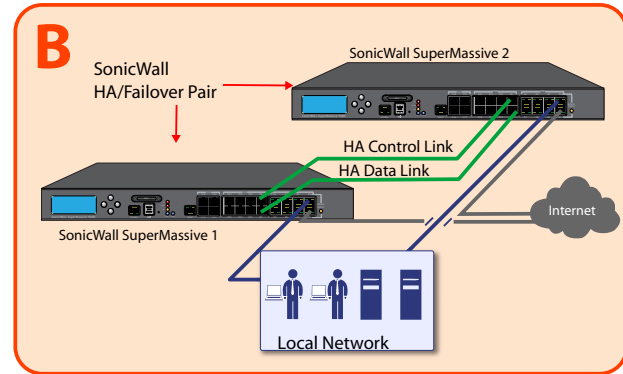 B
SonicWall SuperMassive 2
SonicWall
HA/Failover Pair
HA Control Link
HA Data Link
Internet
SonicWall SuperMassive 1
Local Network